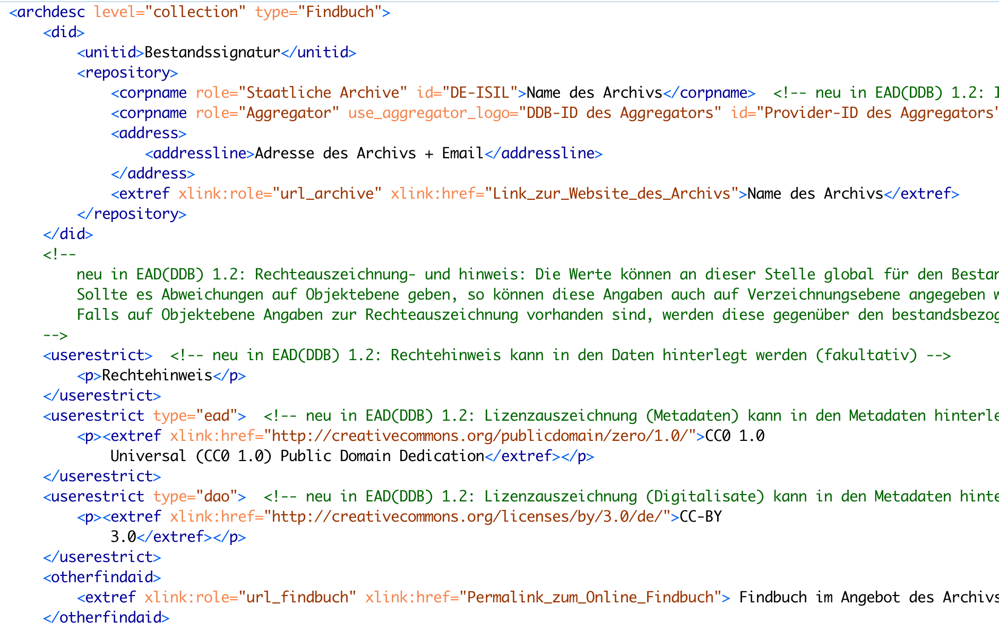 <archdesc level="collection" type="Findbuch">
<did>
<unitid>Bestandssignatur</unitid>
<repository>
<corpname role="Staatliche Archive" id="DE-ISIL">Name des Archivs</corpname> <!-- neu in EAD(DDB) 1.2:
<corpname role="Aggregator" use_aggregator_logo="DDB-ID des Aggregators" id="Provider-ID des Aggregators"
<address>
<addressline>Adresse des Archivs + Email</addressline>
</address>
<extref xlink:role="url_archive" xlink:href="Link_zur_Website_des_Archivs">Name des Archivs</extref>
</repository>
</did>
<!--
neu in EAD(DDB) 1.2: Rechteauszeichnung- und hinweis: Die Werte können an dieser Stelle global für den Bestan
Sollte es Abweichungen auf Objektebene geben, so können diese Angaben auch auf Verzeichnungsebene angegeben w
Falls auf Objektebene Angaben zur Rechteauszeichnung vorhanden sind, werden diese gegenüber den bestandsbezog
-->
<userestrict> <!-- neu in EAD(DDB) 1.2: Rechtehinweis kann in den Daten hinterlegt werden (fakultativ) -->
<p>Rechtehinweis</p>
</userestrict>
<userestrict type="ead"> <!-- neu in EAD(DDB) 1.2: Lizenzauszeichnung (Metadaten) kann in den Metadaten hinterle
<p><extref xlink:href="http://creativecommons.org/publicdomain/zero/1.0/">CC0 1.0
Universal (CC0 1.0) Public Domain Dedication</extref></p>
</userestrict>
<userestrict type="dao"> <!-- neu in EAD(DDB) 1.2: Lizenzauszeichnung (Digitalisate) kann in den Metadaten hinte
<p><extref xlink:href="http://creativecommons.org/licenses/by/3.0/de/">CC-BY
3.0</extref></p>
</userestrict>
<otherfindaid>
<extref xlink:role="url_findbuch" xlink:href="Permalink_zum_Online_Findbuch"> Findbuch im Angebot des Archivs
</otherfindaid>